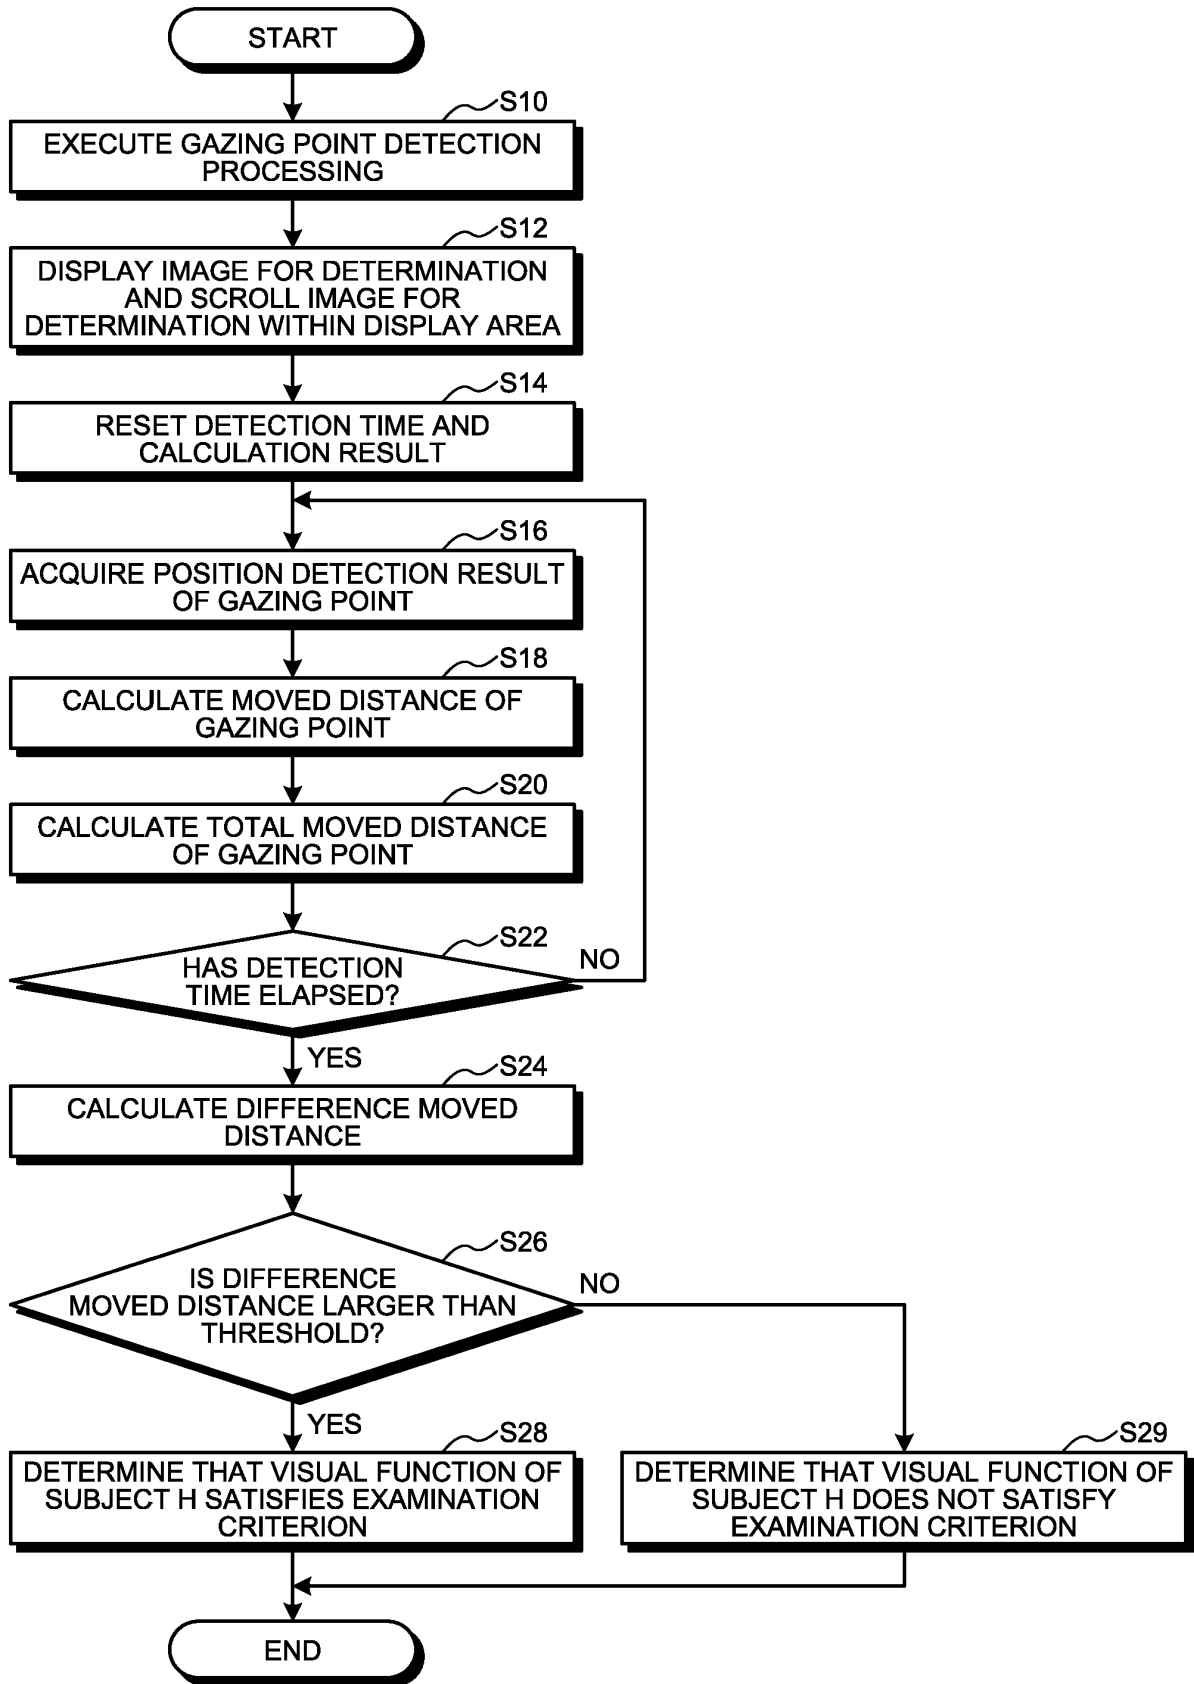 START
S10
EXECUTE GAZING POINT DETECTION
PROCESSING
S12
DISPLAY IMAGE FOR DETERMINATION
AND SCROLL IMAGE FOR
DETERMINATION WITHIN DISPLAY AREA
S14
RESET DETECTION TIME AND
CALCULATION RESULT
S16
ACQUIRE POSITION DETECTION RESULT
OF GAZING POINT
S18
CALCULATE MOVED DISTANCE OF
GAZING POINT
S20
CALCULATE TOTAL MOVED DISTANCE
OF GAZING POINT
S22
HAS DETECTION
TIME ELAPSED?
NO
YES
S24
CALCULATE DIFFERENCE MOVED
DISTANCE
S26
IS DIFFERENCE
MOVED DISTANCE LARGER THAN
THRESHOLD?
NO
YES
S28
DETERMINE THAT VISUAL FUNCTION OF
SUBJECT H SATISFIES EXAMINATION
CRITERION
S29
DETERMINE THAT VISUAL FUNCTION OF
SUBJECT H DOES NOT SATISFY
EXAMINATION CRITERION
END